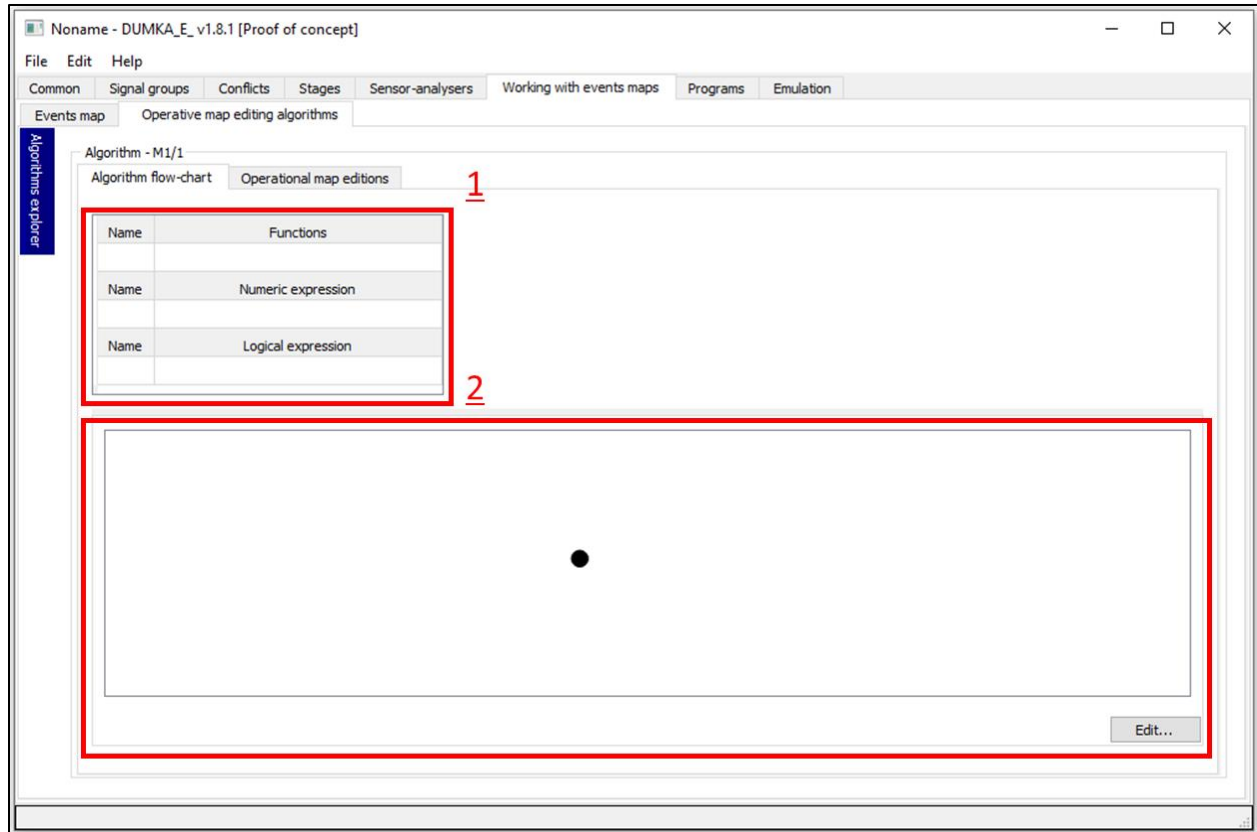 Noname - DUMKA_E_ v1.8.1 [Proof of concept]
File Edit Help
Common Signal groups Conflicts Stages Sensor-analysers Working with events maps Programs Emulation
Events map Operative map editing algorithms
Algorithms explorer
Algorithm - M1/1
Algorithm flow-chart Operational map editions
1
Name Functions
Name Numeric expression
Name Logical expression
2
Edit...